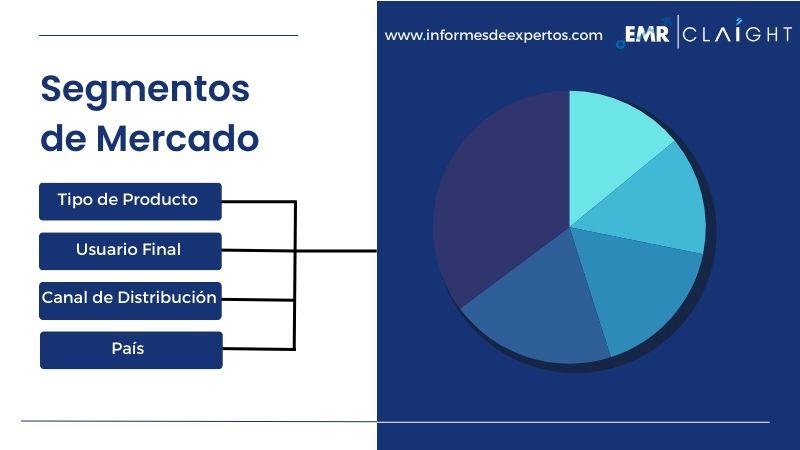 www.informesdeexpertos.com
EMR
CLAIGHT
Segmentos
de Mercado
Tipo de Producto
Usuario Final
Canal de Distribución
País